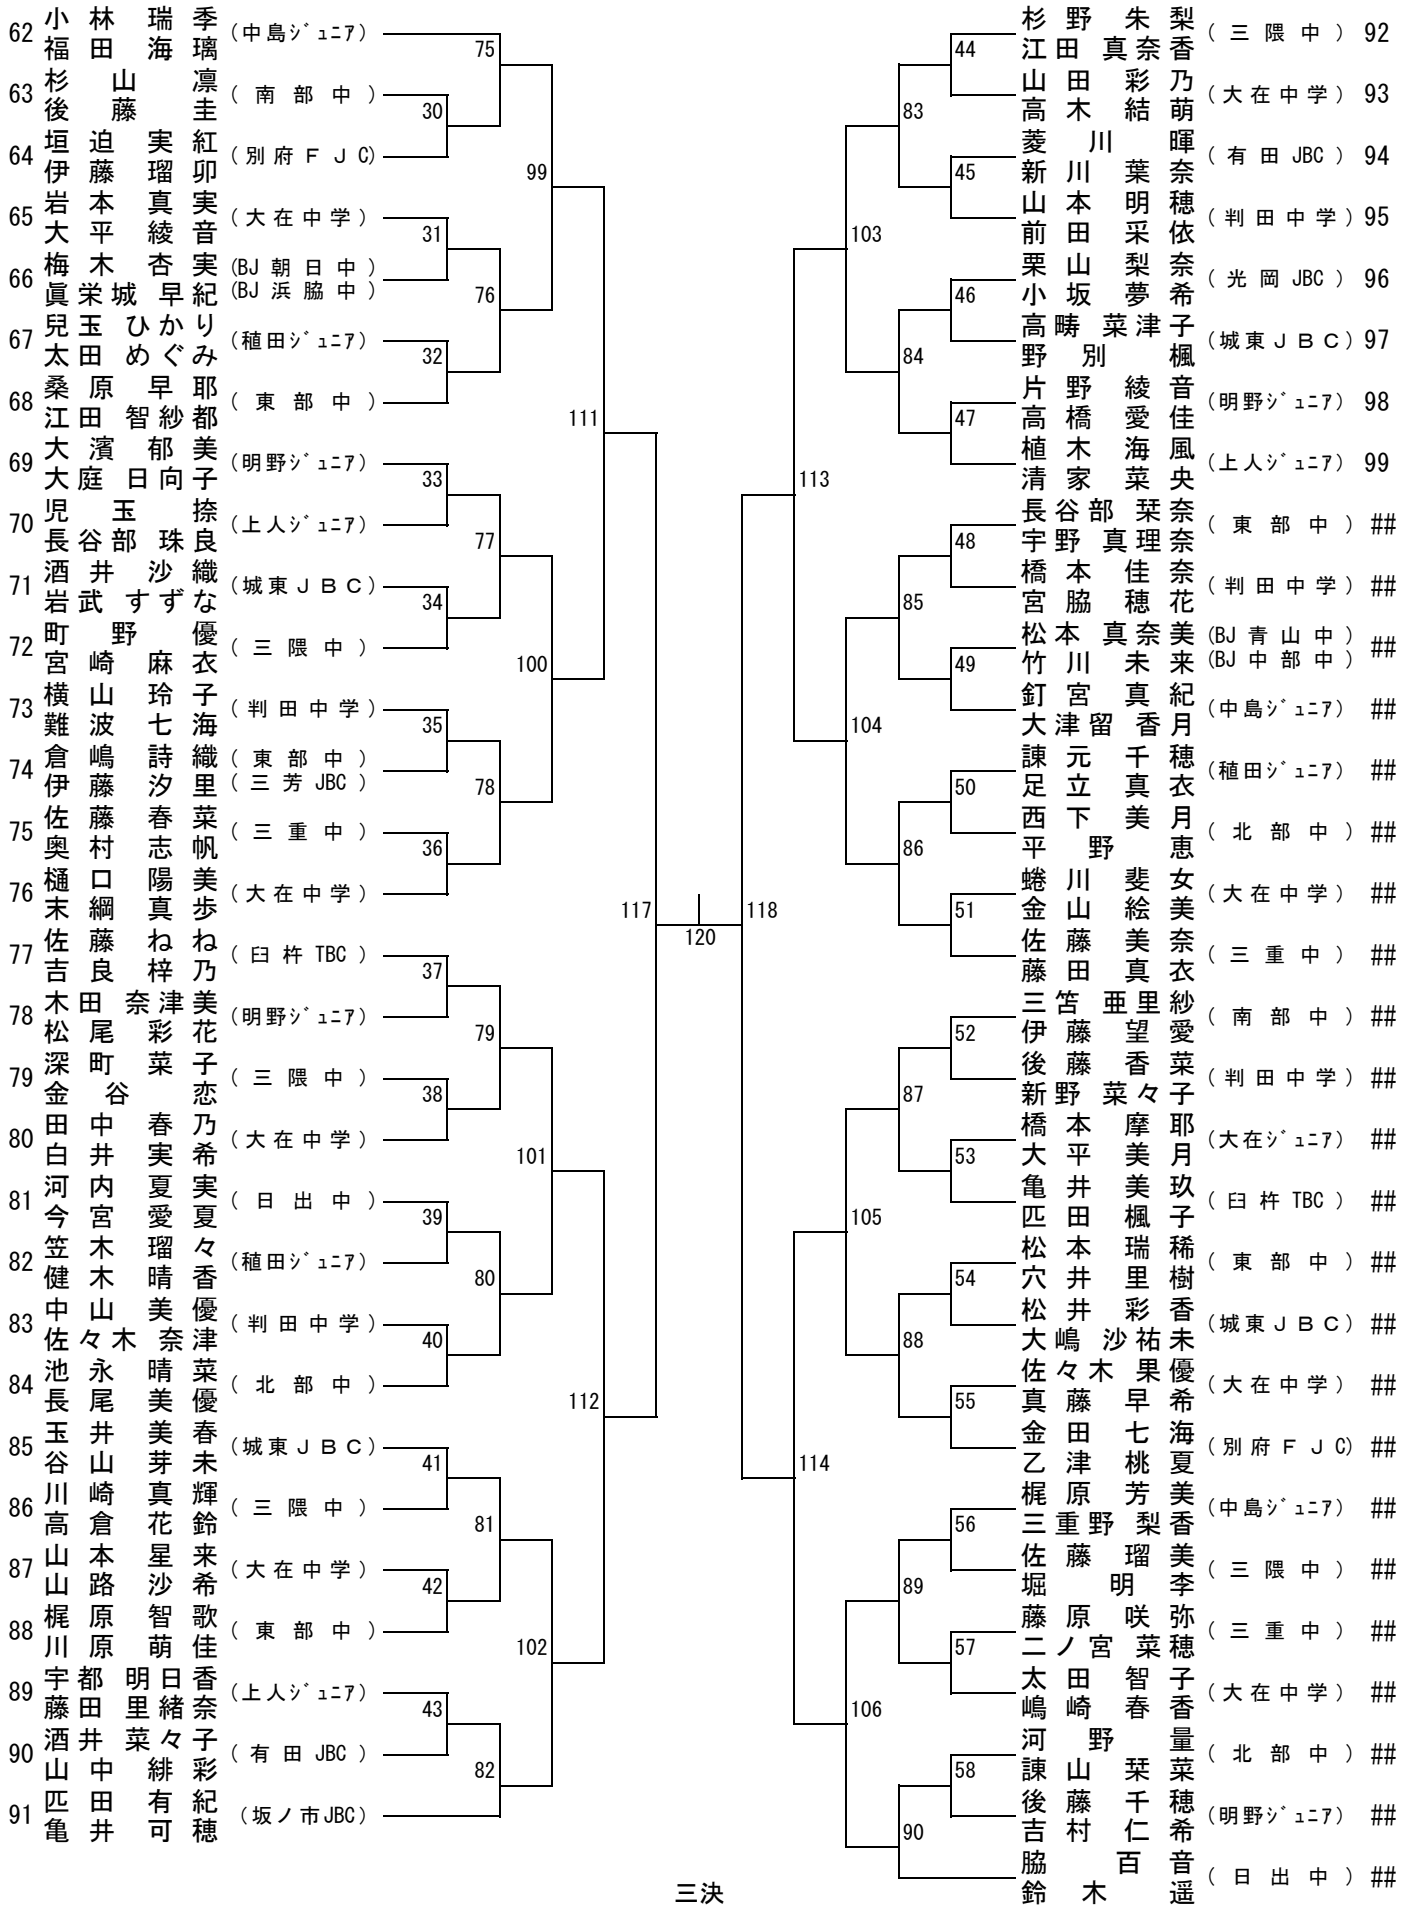 62 小林 瑞季 (中島ｼﾞｭﾆｱ)
福田 海璃
63 杉山 凛 (南部中)
後藤 圭
64 垣迫 実紅 (別府ＦＪC)
伊藤 瑠卯
65 岩本 真実 (大在中学)
大平 綾音
66 梅木 杏実 (BJ朝日中)
眞栄城 早紀 (BJ浜脇中)
67 兒玉 ひかり (稙田ｼﾞｭﾆｱ)
太田 めぐみ
68 桑原 早耶 (東部中)
江田 智紗都
69 大濱 郁美 (明野ｼﾞｭﾆｱ)
大庭 日向子
70 児玉 捺 (上人ｼﾞｭﾆｱ)
長谷部 珠良
71 酒井 沙織 (城東ＪＢＣ)
岩武 すずな
72 町野 優 (三隈中)
宮崎 麻衣
73 横山 玲子 (判田中学)
難波 七海
74 倉嶋 詩織 (東部中)
伊藤 汐里 (三芳JBC)
75 佐藤 春菜 (三重中)
奥村 志帆
76 樋口 陽美 (大在中学)
末綱 真歩
77 佐藤 ねね (臼杵TBC)
吉良 梓乃
78 木田 奈津美 (明野ｼﾞｭﾆｱ)
松尾 彩花
79 深町 菜子 (三隈中)
金谷 恋
80 田中 春乃 (大在中学)
白井 実希
81 河内 夏実 (日出中)
今宮 愛夏
82 笠木 瑠々 (稙田ｼﾞｭﾆｱ)
健木 晴香
83 中山 美優 (判田中学)
佐々木 奈津
84 池永 晴菜 (北部中)
長尾 美優
85 玉井 美春 (城東ＪＢＣ)
谷山 芽未
86 川崎 真輝 (三隈中)
高倉 花鈴
87 山本 星来 (大在中学)
山路 沙希
88 梶原 智歌 (東部中)
川原 萌佳
89 宇都 明日香 (上人ｼﾞｭﾆｱ)
藤田 里緒奈
90 酒井 菜々子 (有田JBC)
山中 緋彩
91 匹田 有紀 (坂ノ市JBC)
亀井 可穂
30
31
32
33
34
35
36
37
38
39
40
41
42
43
75
76
77
78
79
80
81
82
99
100
101
102
111
112
117
120
118
113
114
103
104
105
106
83
84
85
86
87
88
89
90
44
45
46
47
48
49
50
51
52
53
54
55
56
57
58
杉野 朱梨 (三隈中) 92
江田 真奈香
山田 彩乃 (大在中学) 93
高木 結萌
菱川 暉 (有田JBC) 94
新川 葉奈
山本 明穂 (判田中学) 95
前田 采依
栗山 梨奈 (光岡JBC) 96
小坂 夢希
高畴 菜津子 (城東ＪＢＣ) 97
野別 楓
片野 綾音 (明野ｼﾞｭﾆｱ) 98
高橋 愛佳
植木 海風 (上人ｼﾞｭﾆｱ) 99
清家 菜央
長谷部 栞奈 (東部中) ##
宇野 真理奈
橋本 佳奈 (判田中学) ##
宮脇 穂花
松本 真奈美 (BJ青山中) ##
竹川 未来 (BJ中部中)
釘宮 真紀 (中島ｼﾞｭﾆｱ) ##
大津留 香月
諌元 千穂 (稙田ｼﾞｭﾆｱ) ##
足立 真衣
西下 美月 (北部中) ##
平野 恵
蜷川 斐女 (大在中学) ##
金山 絵美
佐藤 美奈 (三重中) ##
藤田 真衣
三笘 亜里紗 (南部中) ##
伊藤 望愛
後藤 香菜 (判田中学) ##
新野 菜々子
橋本 摩耶 (大在ｼﾞｭﾆｱ) ##
大平 美月
亀井 美玖 (臼杵TBC) ##
匹田 楓子
松本 瑞稀 (東部中) ##
穴井 里樹
松井 彩香 (城東ＪＢＣ) ##
大嶋 沙祐未
佐々木 果優 (大在中学) ##
真藤 早希
金田 七海 (別府ＦＪC) ##
乙津 桃夏
梶原 芳美 (中島ｼﾞｭﾆｱ) ##
三重野 梨香
佐藤 瑠美 (三隈中) ##
堀 明李
藤原 咲弥 (三重中) ##
二ノ宮 菜穂
太田 智子 (大在中学) ##
嶋崎 春香
河野 量 (北部中) ##
諌山 栞菜
後藤 千穂 (明野ｼﾞｭﾆｱ) ##
吉村 仁希
脇 百音 (日出中) ##
鈴木 遥
三決